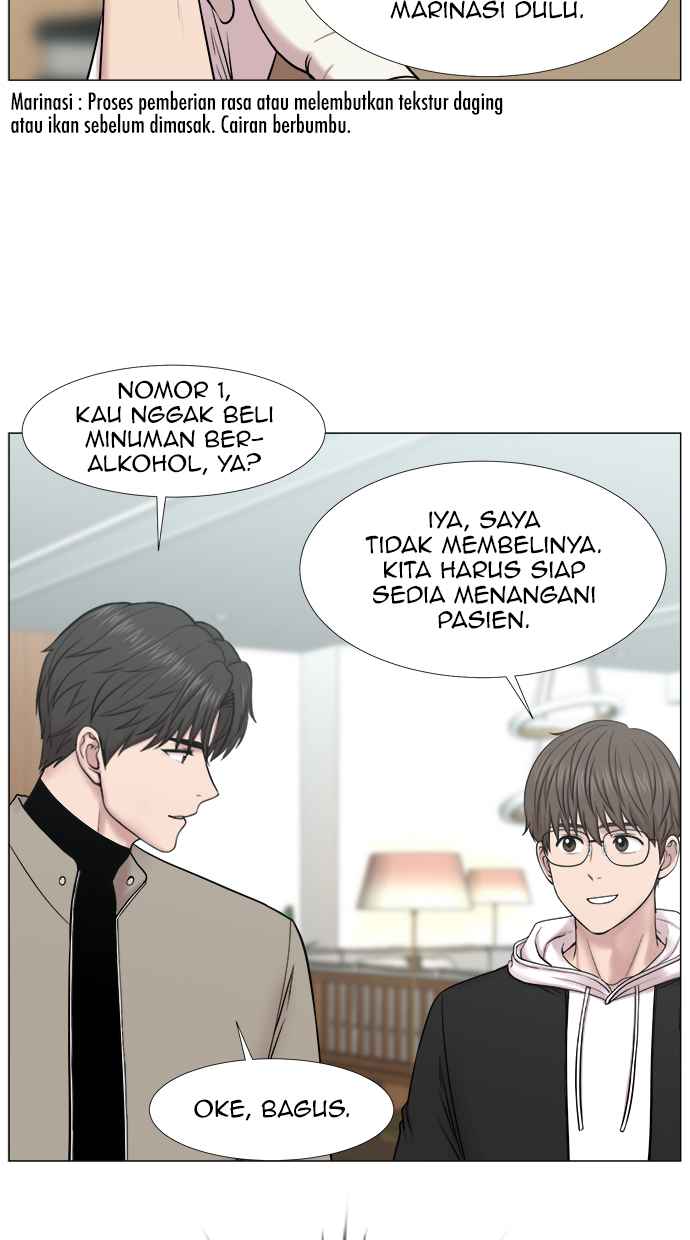 MARINASI DULU.
Marinasi : Proses pemberian rasa atau melembutkan tekstur daging
atau ikan sebelum dimasak. Cairan berbumbu.
NOMOR 1,
KAU NGGAK BELI
MINUMAN BER-
ALKOHOL, YA?
IYA, SAYA
TIDAK MEMBELINYA.
KITA HARUS SIAP
SEDIA MENANGANI
PASIEN.
OKE, BAGUS.